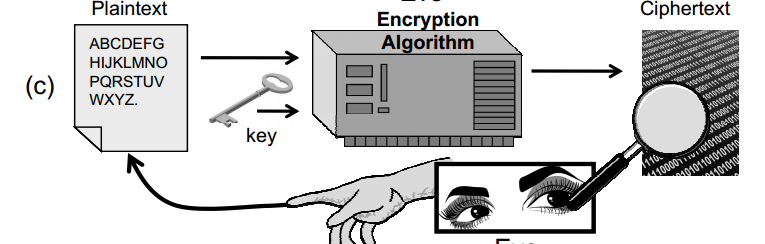 Plaintext
Encryption
Algorithm
Ciphertext
ABCDEFG
HIJKLMNO
PQRSTUV
WXYZ.
(c)
key